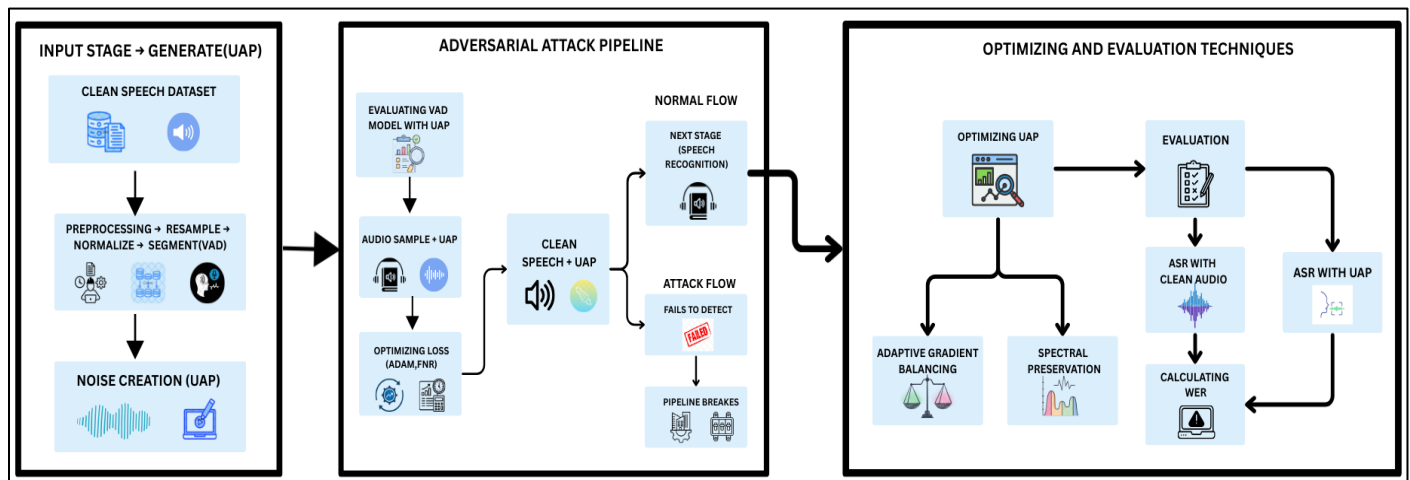 INPUT STAGE → GENERATE(UAP)
CLEAN SPEECH DATASET
PREPROCESSING → RESAMPLE →
NORMALIZE → SEGMENT(VAD)
NOISE CREATION (UAP)
ADVERSARIAL ATTACK PIPELINE
EVALUATING VAD
MODEL WITH UAP
AUDIO SAMPLE + UAP
OPTIMIZING LOSS
(ADAM,FNR)
CLEAN
SPEECH + UAP
NORMAL FLOW
NEXT STAGE
(SPEECH
RECOGNITION)
ATTACK FLOW
FAILS TO DETECT
FAILED
PIPELINE BREAKES
OPTIMIZING AND EVALUATION TECHNIQUES
OPTIMIZING UAP
EVALUATION
ADAPTIVE GRADIENT
BALANCING
SPECTRAL
PRESERVATION
ASR WITH
CLEAN AUDIO
ASR WITH UAP
CALCULATING
WER